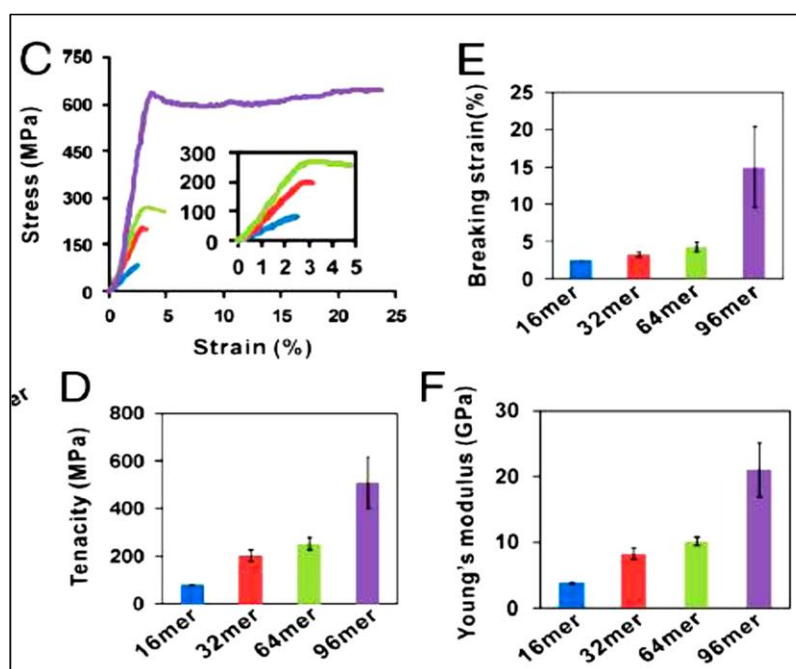 C
750
600
450
300
150
0
Stress (MPa)
300
200
100
0
0 1 2 3 4 5
0 5 10 15 20 25
Strain (%)
E
25
20
15
10
5
0
Breaking strain(%)
16mer 32mer 64mer 96mer
er
D
800
600
400
200
0
Tenacity (MPa)
16mer 32mer 64mer 96mer
F
30
20
10
0
Young's modulus (GPa)
16mer 32mer 64mer 96mer